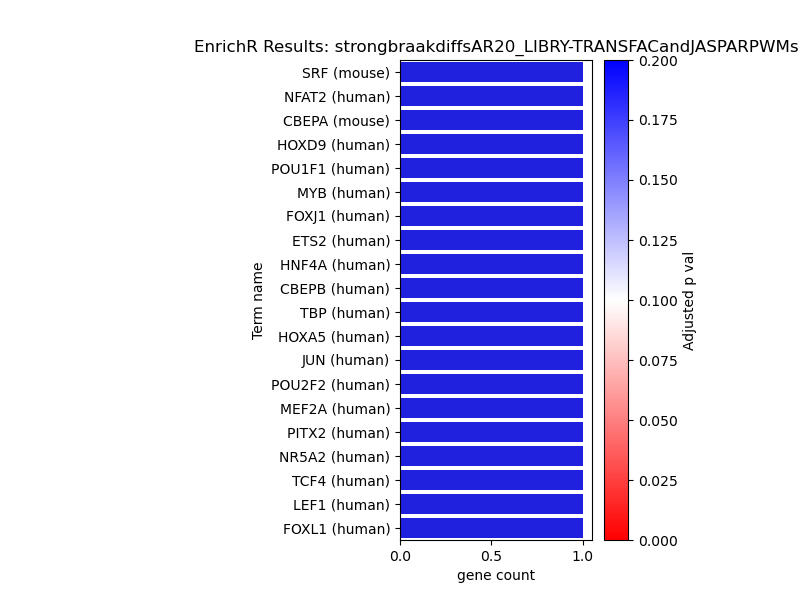 EnrichR Results: strongbraakdiffsAR20_LIBRY-TRANSFACandJASPARPWMs
SRF (mouse)
NFAT2 (human)
CBEPA (mouse)
HOXD9 (human)
POU1F1 (human)
MYB (human)
FOXJ1 (human)
ETS2 (human)
HNF4A (human)
CBEPB (human)
TBP (human)
HOXA5 (human)
JUN (human)
POU2F2 (human)
MEF2A (human)
PITX2 (human)
NR5A2 (human)
TCF4 (human)
LEF1 (human)
FOXL1 (human)
Term name
0.0
0.5
1.0
gene count
0.200
0.175
0.150
0.125
0.100
0.075
0.050
0.025
0.000
Adjusted p val